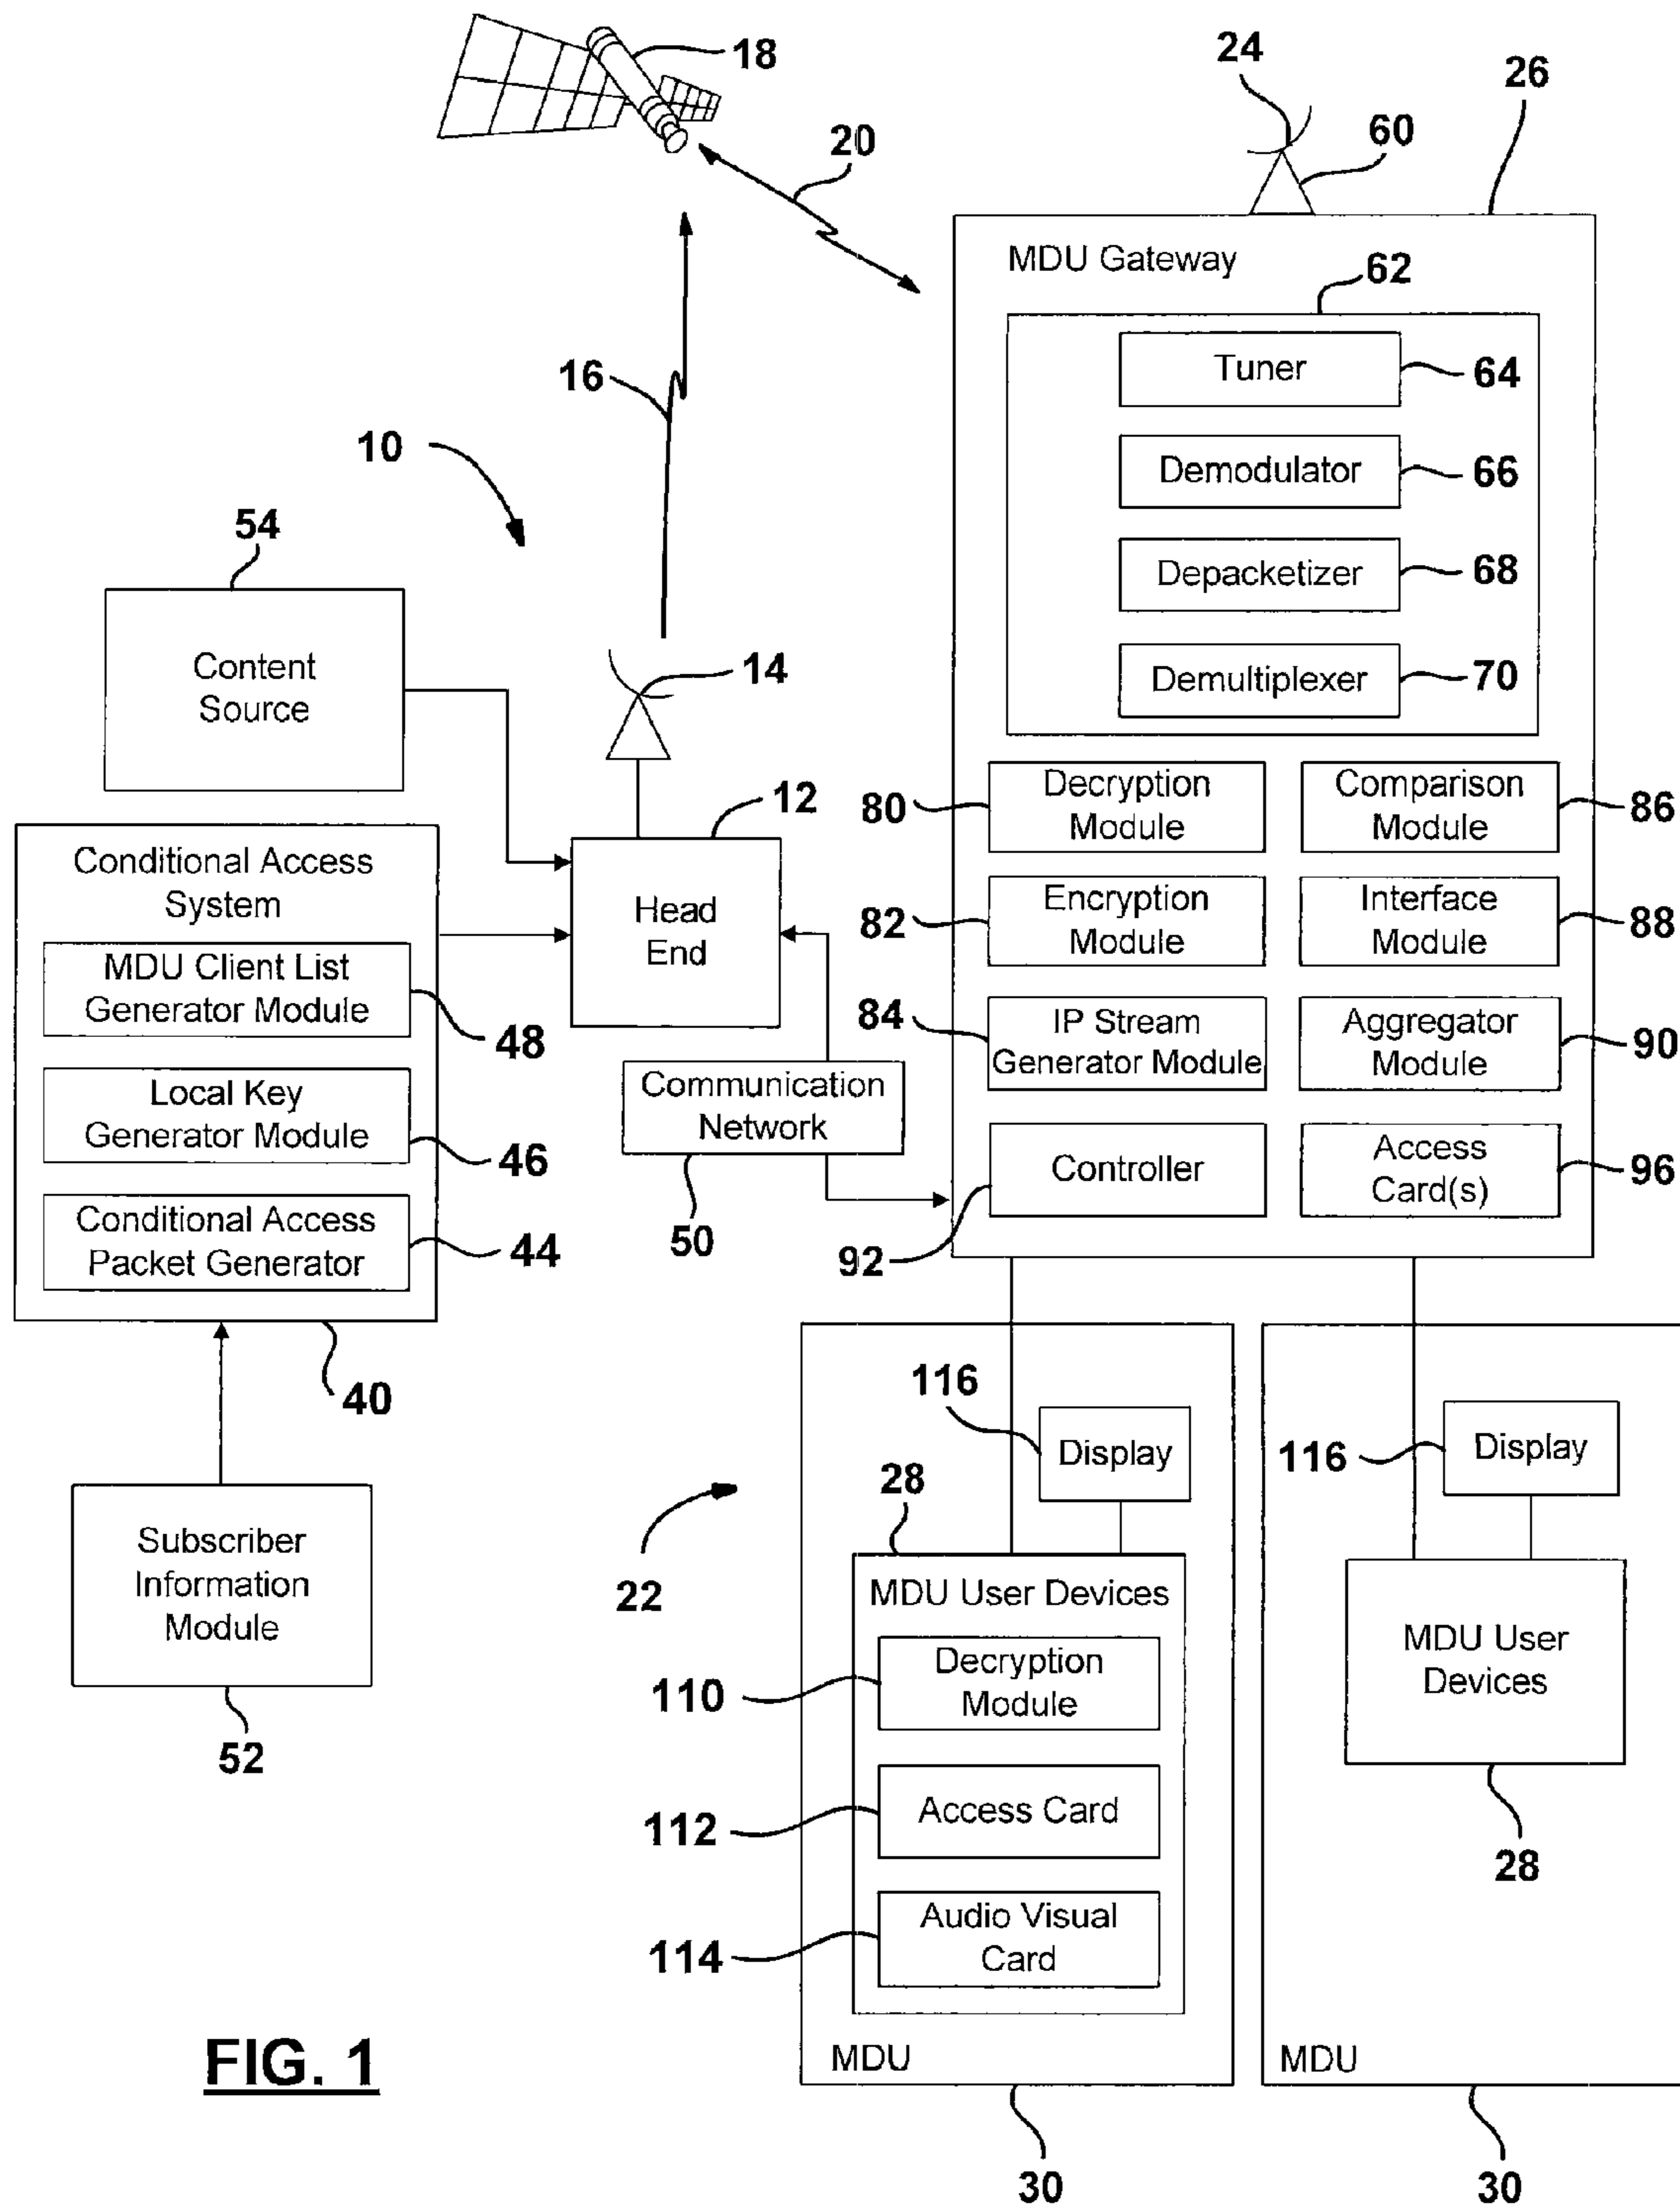 18
24
26
20
60
MDU Gateway
62
Tuner
64
16
10
Demodulator
66
54
Depacketizer
68
Content
Source
14
Demultiplexer
70
12
80
Decryption
Module
Comparison
Module
86
Conditional Access
System
Head
End
82
Encryption
Module
Interface
Module
88
MDU Client List
Generator Module
48
84
IP Stream
Generator Module
Aggregator
Module
90
Local Key
Generator Module
46
Communication
Network
50
Controller
92
Access
Card(s)
96
Conditional Access
Packet Generator
44
40
116
Display
116
Display
28
22
Subscriber
Information
Module
52
MDU User Devices
Decryption
Module
110
MDU User
Devices
28
Access Card
112
Audio Visual
Card
114
FIG. 1
MDU
MDU
30
30